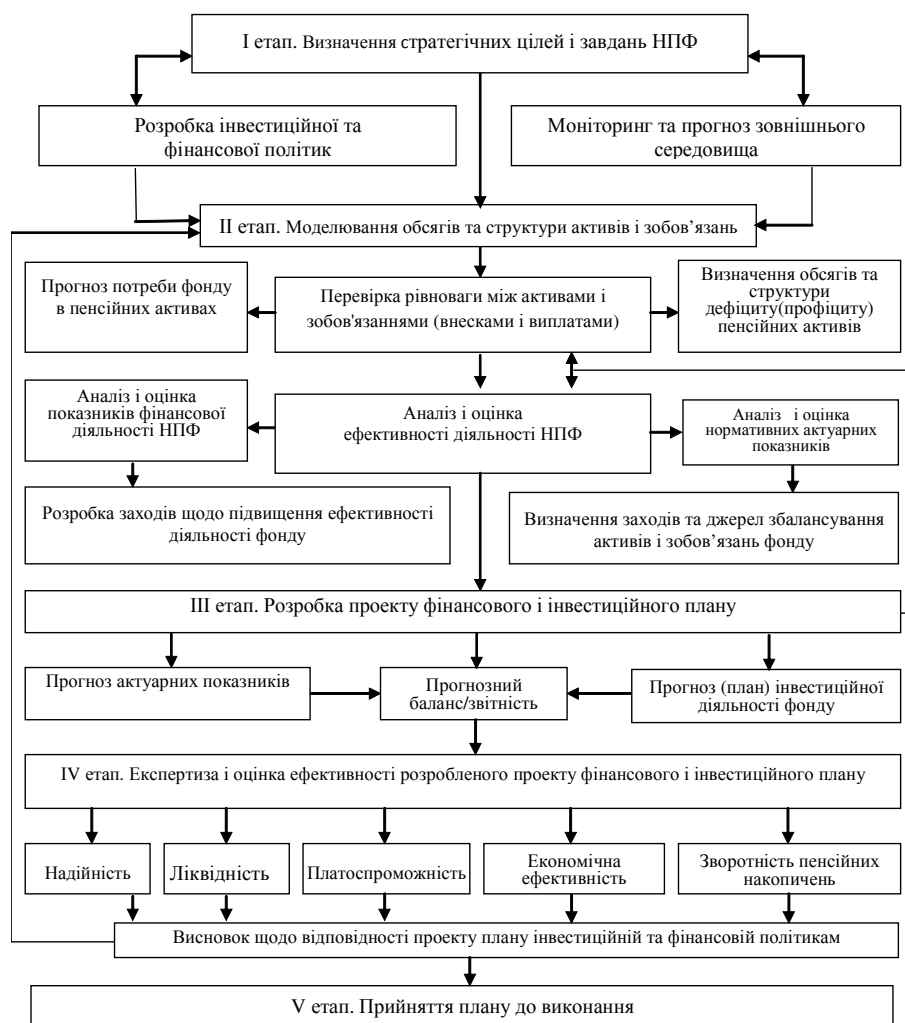 I етап. Визначення стратегічних цілей і завдань НПФ
Розробка інвестиційної та
фінансової політик
Моніторинг та прогноз зовнішнього
середовища
II етап. Моделювання обсягів та структури активів і зобов’язань
Прогноз потреби фонду
в пенсійних активах
Перевірка рівноваги між активами і
зобов'язаннями (внесками і виплатами)
Визначення обсягів та
структури
дефіциту(профіциту)
пенсійних активів
Аналіз і оцінка
показників фінансової
діяльності НПФ
Аналіз і оцінка
ефективності діяльності НПФ
Аналіз і оцінка
нормативних актуарних
показників
Розробка заходів щодо підвищення ефективності
діяльності фонду
Визначення заходів та джерел збалансування
активів і зобов’язань фонду
III етап. Розробка проекту фінансового і інвестиційного плану
Прогноз актуарних показників
Прогнозний
баланс/звітність
Прогноз (план) інвестиційної
діяльності фонду
IV етап. Експертиза і оцінка ефективності розробленого проекту фінансового і інвестиційного плану
Надійність
Ліквідність
Платоспроможність
Економічна
ефективність
Зворотність пенсійних
накопичень
Висновок щодо відповідності проекту плану інвестиційній та фінансовій політикам
V етап. Прийняття плану до виконання